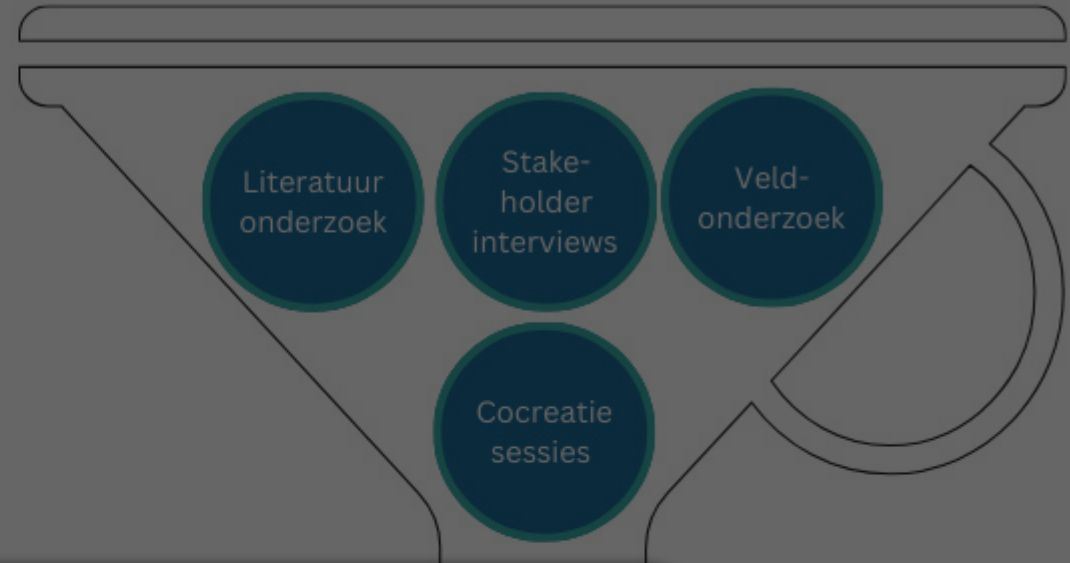 Literatuur
onderzoek
Stake-
holder
interviews
Veld-
onderzoek
Cocreatie
sessies